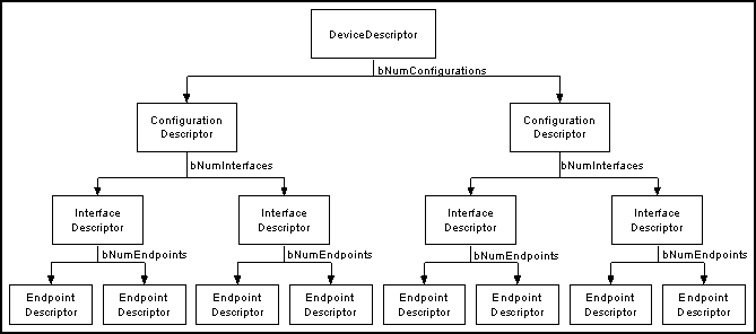 DeviceDescriptor
bNumConfigurations
Configuration
Descriptor
Configuration
Descriptor
bNumInterfaces
bNumInterfaces
Interface
Descriptor
Interface
Descriptor
Interface
Descriptor
Interface
Descriptor
bNumEndpoints
bNumEndpoints
bNumEndpoints
bNumEndpoints
Endpoint
Descriptor
Endpoint
Descriptor
Endpoint
Descriptor
Endpoint
Descriptor
Endpoint
Descriptor
Endpoint
Descriptor
Endpoint
Descriptor
Endpoint
Descriptor